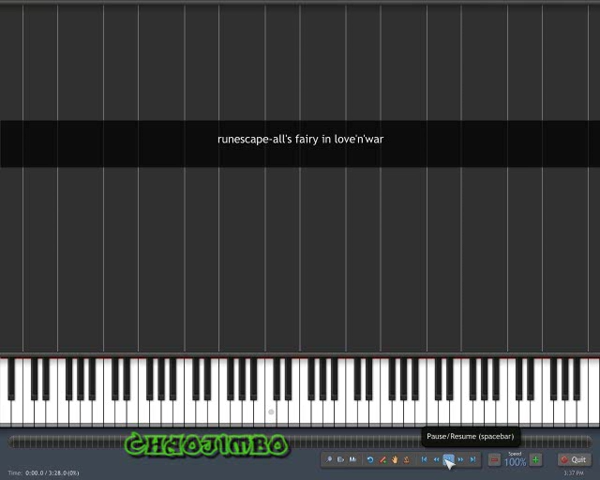 runescape-all's fairy in love'n'war
CHAOJIMBO
Pause/Resume (spacebar)
Speed
100%
Quit
Time: 0:00.0 / 3:28.0 (0%)
3:37 PM